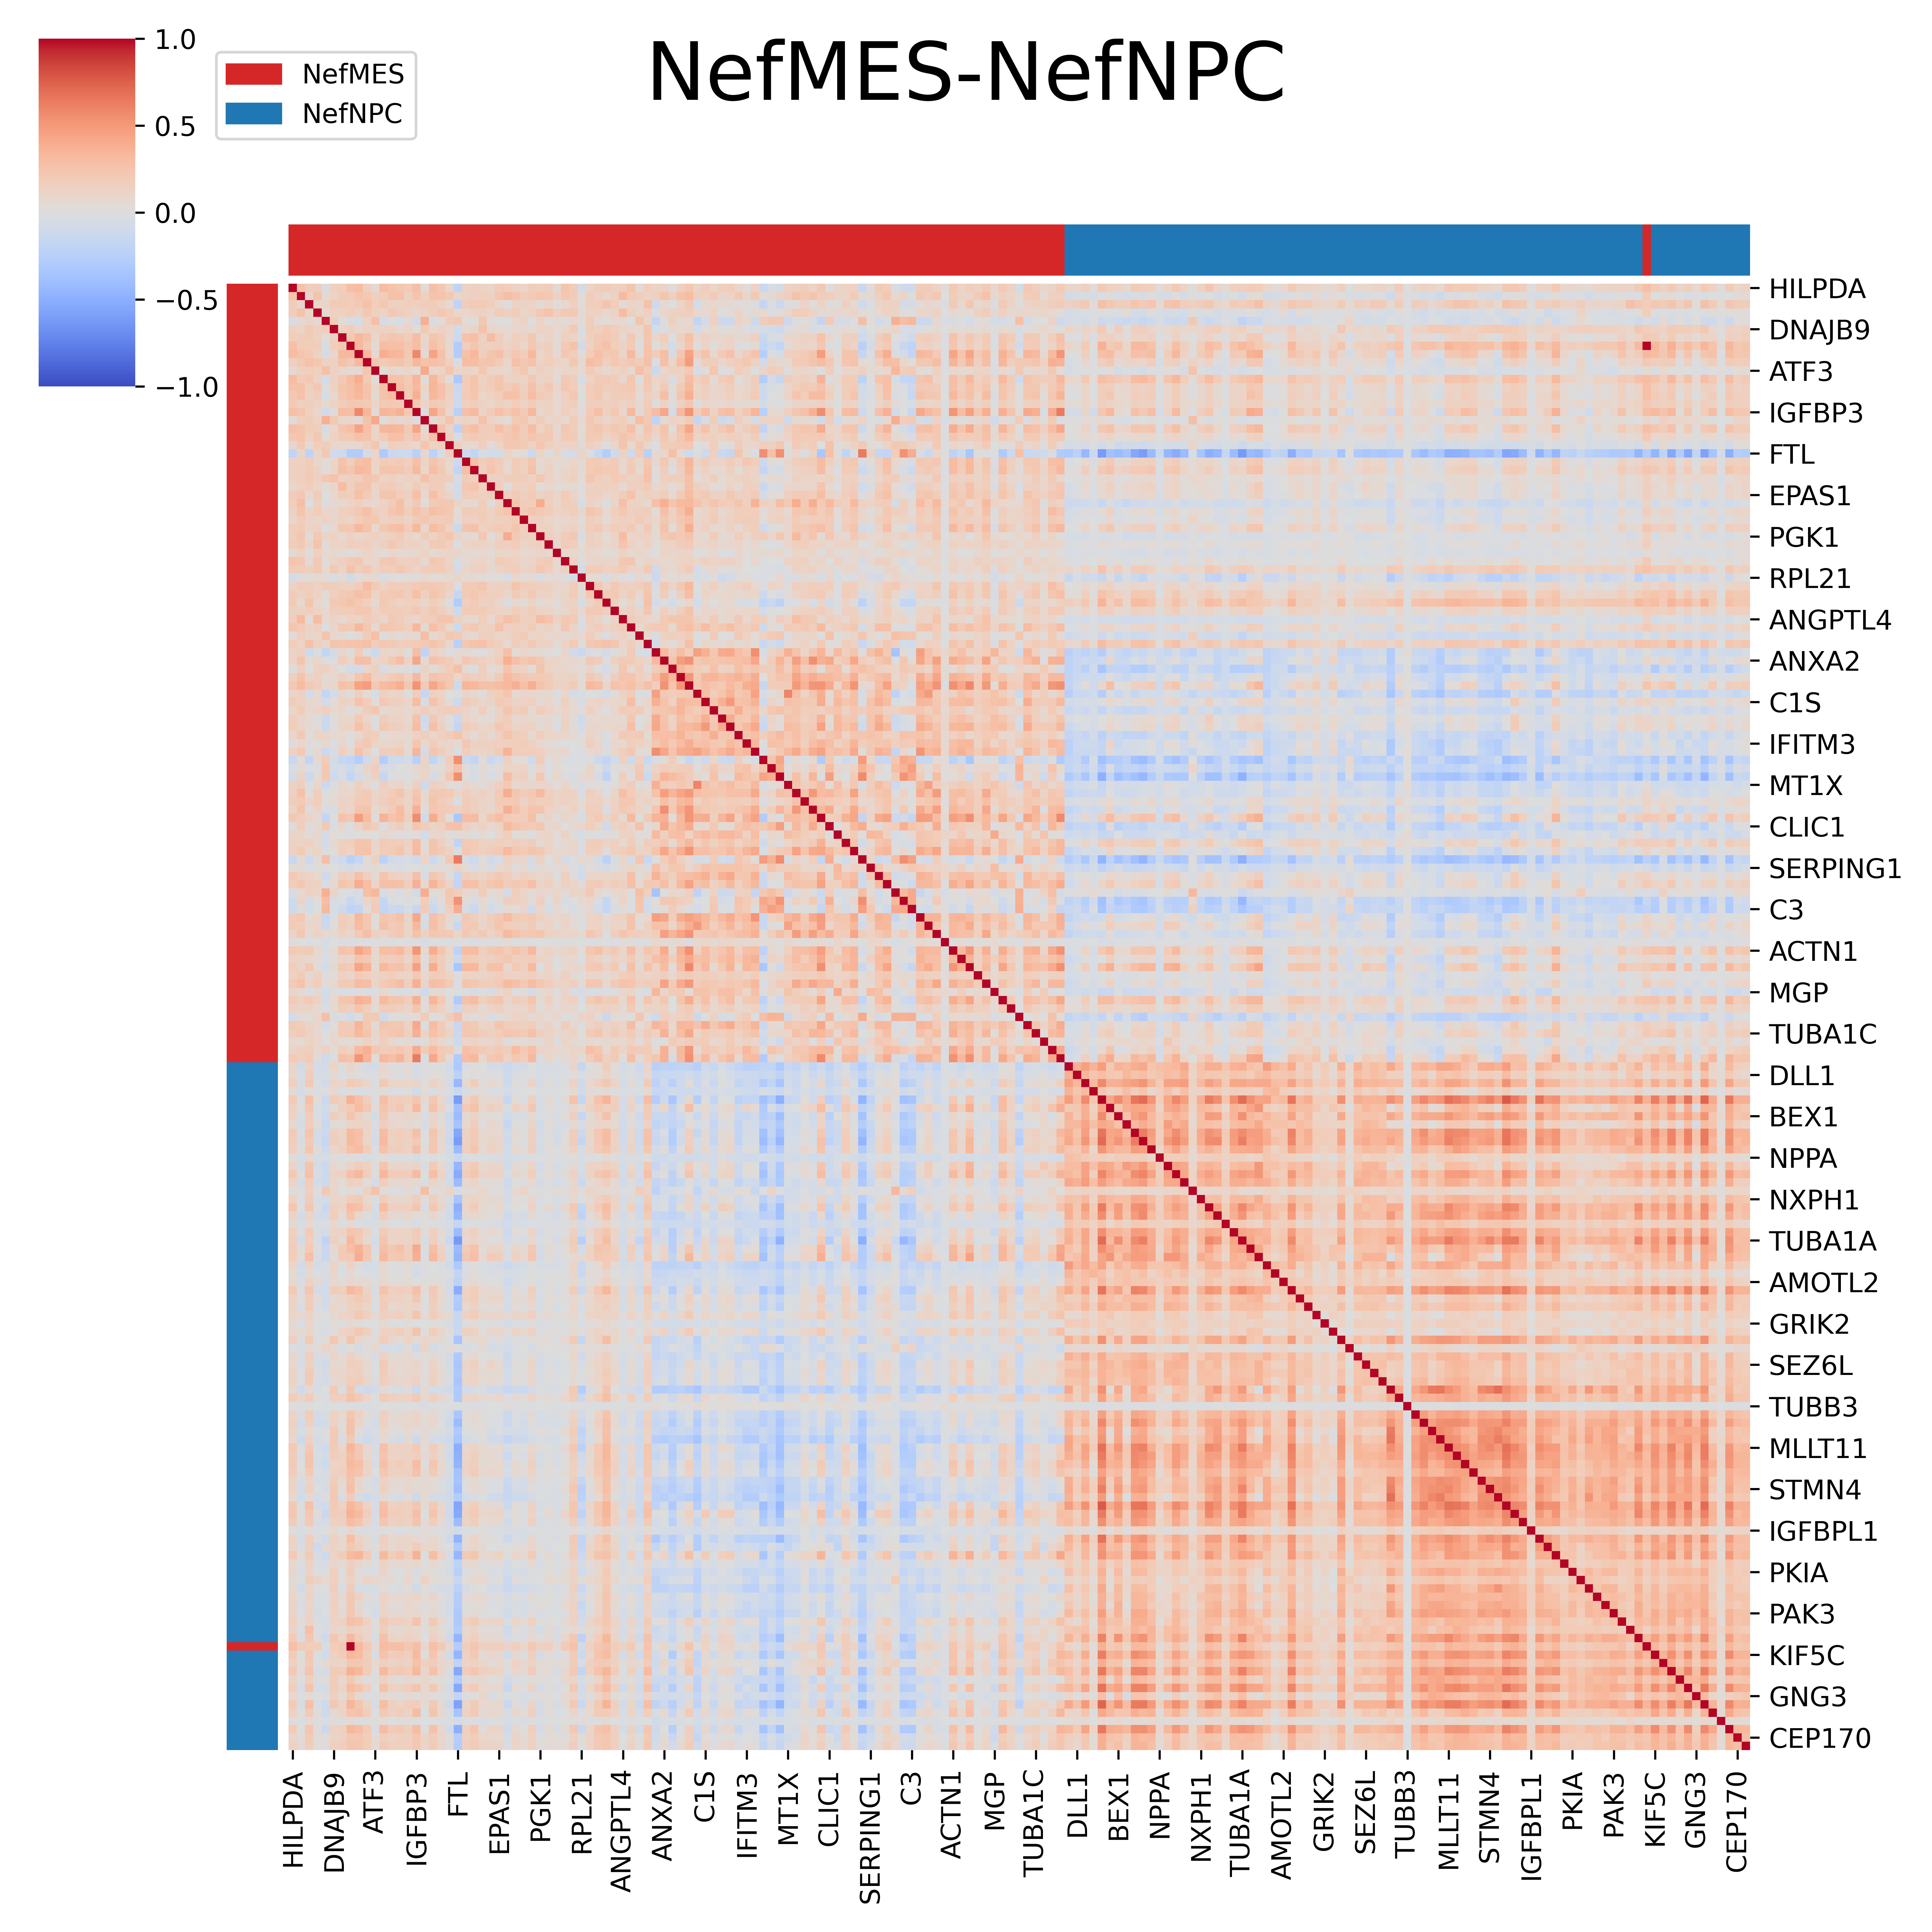 NefMES-NefNPC
1.0
0.5
0.0
−0.5
−1.0
NefMES
NefNPC
HILPDA
DNAJB9
ATF3
IGFBP3
FTL
EPAS1
PGK1
RPL21
ANGPTL4
ANXA2
C1S
IFITM3
MT1X
CLIC1
SERPING1
C3
ACTN1
MGP
TUBA1C
DLL1
BEX1
NPPA
NXPH1
TUBA1A
AMOTL2
GRIK2
SEZ6L
TUBB3
MLLT11
STMN4
IGFBPL1
PKIA
PAK3
KIF5C
GNG3
CEP170
HILPDA
DNAJB9
ATF3
IGFBP3
FTL
EPAS1
PGK1
RPL21
ANGPTL4
ANXA2
C1S
IFITM3
MT1X
CLIC1
SERPING1
C3
ACTN1
MGP
TUBA1C
DLL1
BEX1
NPPA
NXPH1
TUBA1A
AMOTL2
GRIK2
SEZ6L
TUBB3
MLLT11
STMN4
IGFBPL1
PKIA
PAK3
KIF5C
GNG3
CEP170